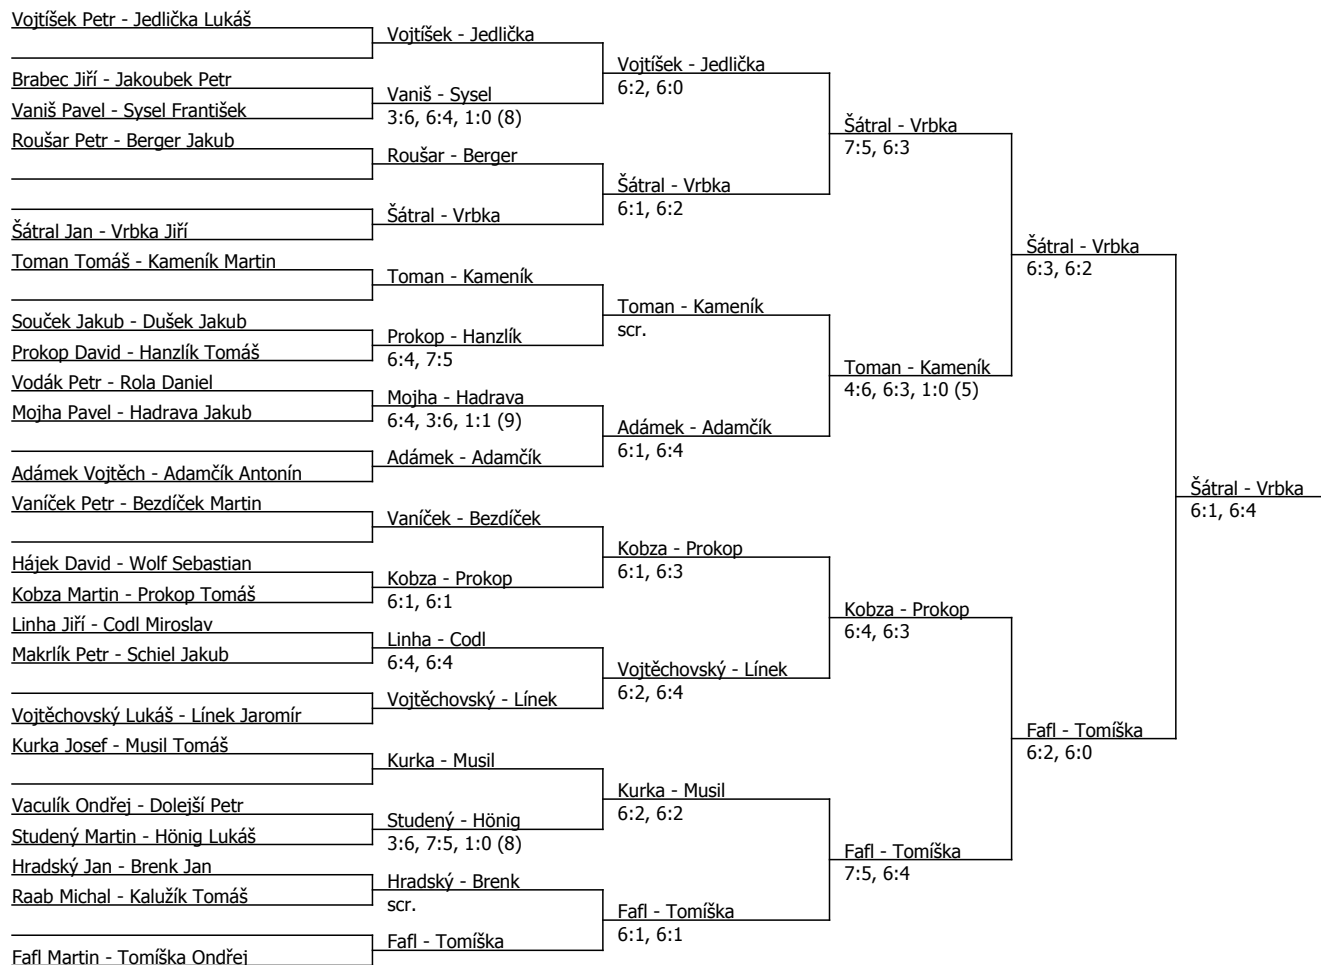 Vojtíšek Petr - Jedlička Lukáš
Brabec Jiří - Jakoubek Petr
Vaniš Pavel - Sysel František
Roušar Petr - Berger Jakub
Šátral Jan - Vrbka Jiří
Toman Tomáš - Kameník Martin
Souček Jakub - Dušek Jakub
Prokop David - Hanzlík Tomáš
Vodák Petr - Rola Daniel
Mojha Pavel - Hadrava Jakub
Adámek Vojtěch - Adamčík Antonín
Vaníček Petr - Bezdíček Martin
Hájek David - Wolf Sebastian
Kobza Martin - Prokop Tomáš
Linha Jiří - Codl Miroslav
Makrlík Petr - Schiel Jakub
Vojtěchovský Lukáš - Línek Jaromír
Kurka Josef - Musil Tomáš
Vaculík Ondřej - Dolejší Petr
Studený Martin - Hönig Lukáš
Hradský Jan - Brenk Jan
Raab Michal - Kalužík Tomáš
Fafl Martin - Tomíška Ondřej
Vojtíšek - Jedlička
Vaniš - Sysel
3:6, 6:4, 1:0 (8)
Roušar - Berger
Šátral - Vrbka
Toman - Kameník
Prokop - Hanzlík
6:4, 7:5
Mojha - Hadrava
6:4, 3:6, 1:1 (9)
Adámek - Adamčík
Vaníček - Bezdíček
Kobza - Prokop
6:1, 6:1
Linha - Codl
6:4, 6:4
Vojtěchovský - Línek
Kurka - Musil
Studený - Hönig
3:6, 7:5, 1:0 (8)
Hradský - Brenk
scr.
Fafl - Tomíška
Vojtíšek - Jedlička
6:2, 6:0
Šátral - Vrbka
6:1, 6:2
Toman - Kameník
scr.
Adámek - Adamčík
6:1, 6:4
Kobza - Prokop
6:1, 6:3
Vojtěchovský - Línek
6:2, 6:4
Kurka - Musil
6:2, 6:2
Fafl - Tomíška
6:1, 6:1
Šátral - Vrbka
7:5, 6:3
Toman - Kameník
4:6, 6:3, 1:0 (5)
Kobza - Prokop
6:4, 6:3
Fafl - Tomíška
7:5, 6:4
Šátral - Vrbka
6:3, 6:2
Fafl - Tomíška
6:2, 6:0
Šátral - Vrbka
6:1, 6:4